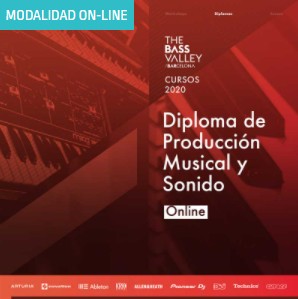 MODALIDAD ON-LINE
THE
BASS
VALLEY
BARCELONA
CURSOS
2020
Diploma de
Producción
Musical y
Sonido
Online
ARTURIA
Ableton
Pioneer Dj
Technics